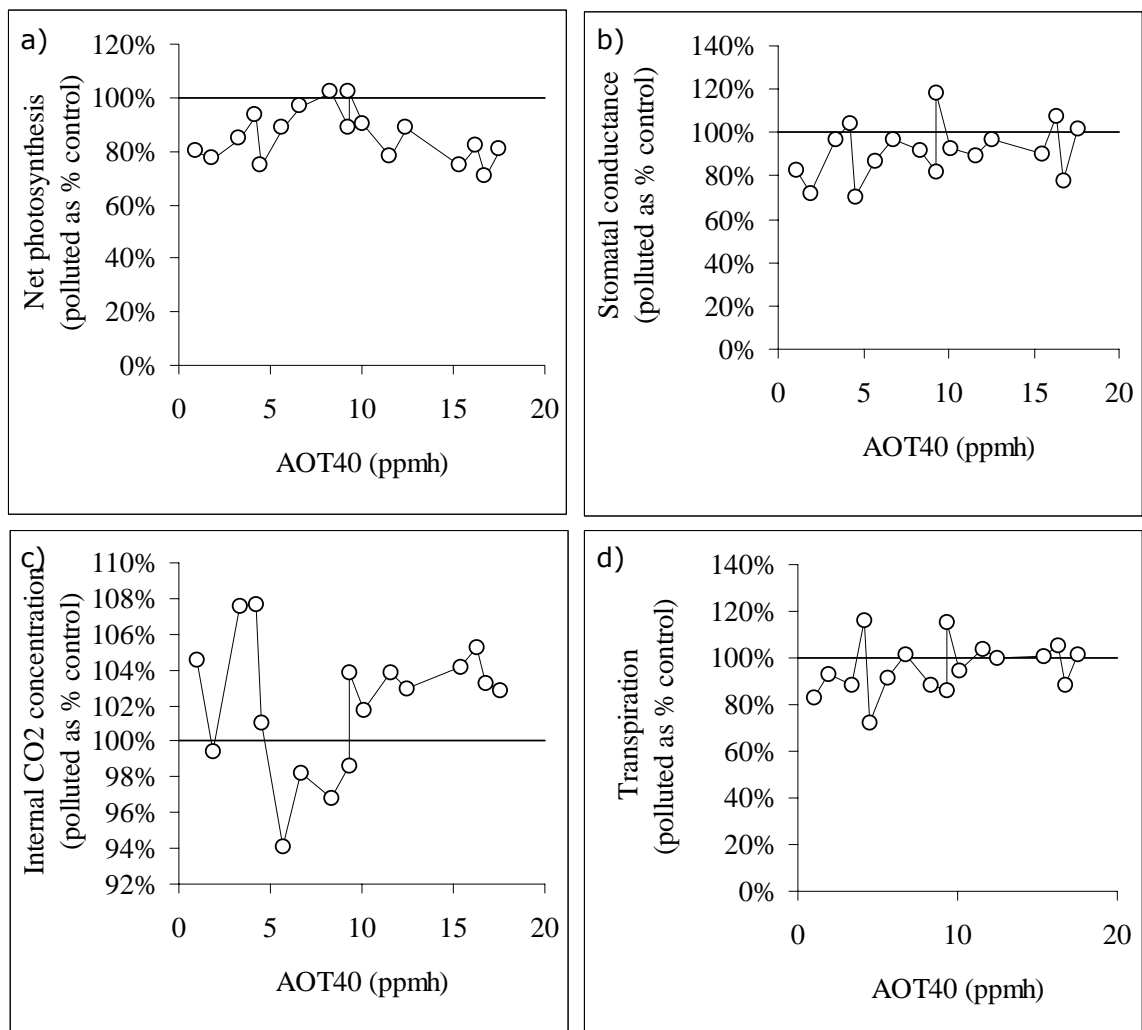 a)
120%
100%
80%
60%
40%
20%
0%
Net photosynthesis
(polluted as % control)
0 5 10 15 20
AOT40 (ppmh)
b)
140%
120%
100%
80%
60%
40%
20%
0%
Stomatal conductance
(polluted as % control)
0 5 10 15 20
AOT40 (ppmh)
c)
110%
108%
106%
104%
102%
100%
98%
96%
94%
92%
Internal CO2 concentration
(polluted as % control)
0 5 10 15 20
AOT40 (ppmh)
d)
140%
120%
100%
80%
60%
40%
20%
0%
Transpiration
(polluted as % control)
0 10 20
AOT40 (ppmh)